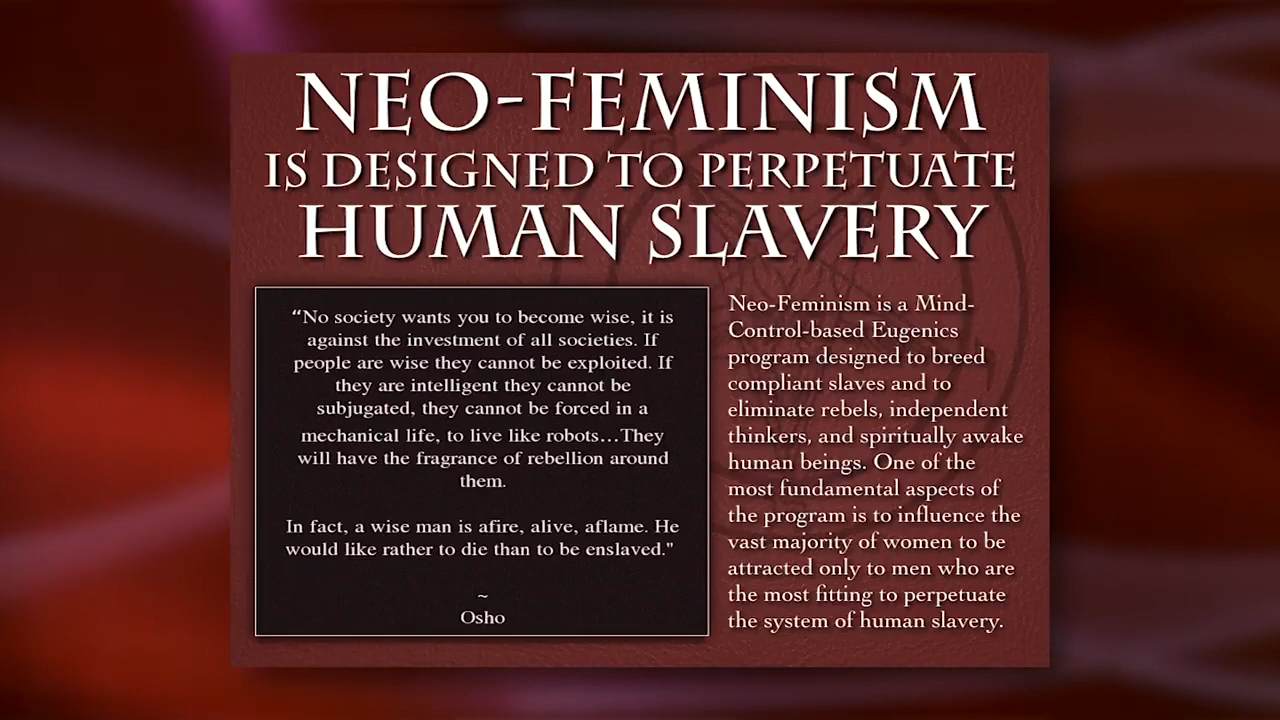 NEO-FEMINISM
IS DESIGNED TO PERPETUATE
HUMAN SLAVERY
“No society wants you to become wise, it is
against the investment of all societies. If
people are wise they cannot be exploited. If
they are intelligent they cannot be
subjugated, they cannot be forced in a
mechanical life, to live like robots…They
will have the fragrance of rebellion around
them.
In fact, a wise man is afire, alive, aflame. He
would like rather to die than to be enslaved."
~
Osho
Neo-Feminism is a Mind-
Control-based Eugenics
program designed to breed
compliant slaves and to
eliminate rebels, independent
thinkers, and spiritually awake
human beings. One of the
most fundamental aspects of
the program is to influence the
vast majority of women to be
attracted only to men who are
the most fitting to perpetuate
the system of human slavery.